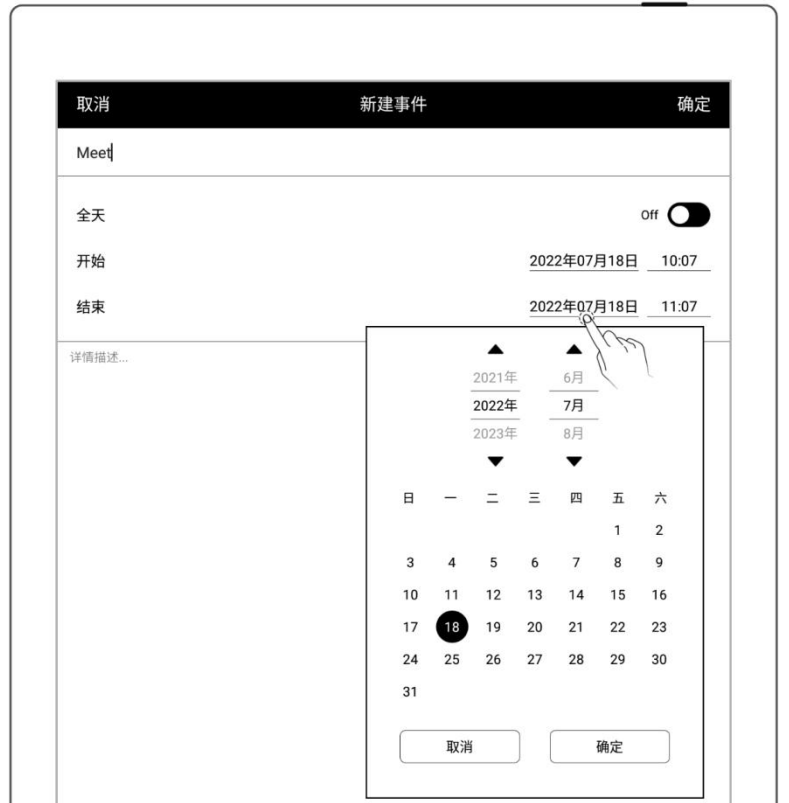 取消 新建事件 确定
Meet
全天 Off
开始 2022年07月18日 10:07
结束 2022年07月18日 11:07
详情描述...
2021年 6月
2022年 7月
2023年 8月
日 一 二 三 四 五 六
1 2
3 4 5 6 7 8 9
10 11 12 13 14 15 16
17 18 19 20 21 22 23
24 25 26 27 28 29 30
31
取消 确定